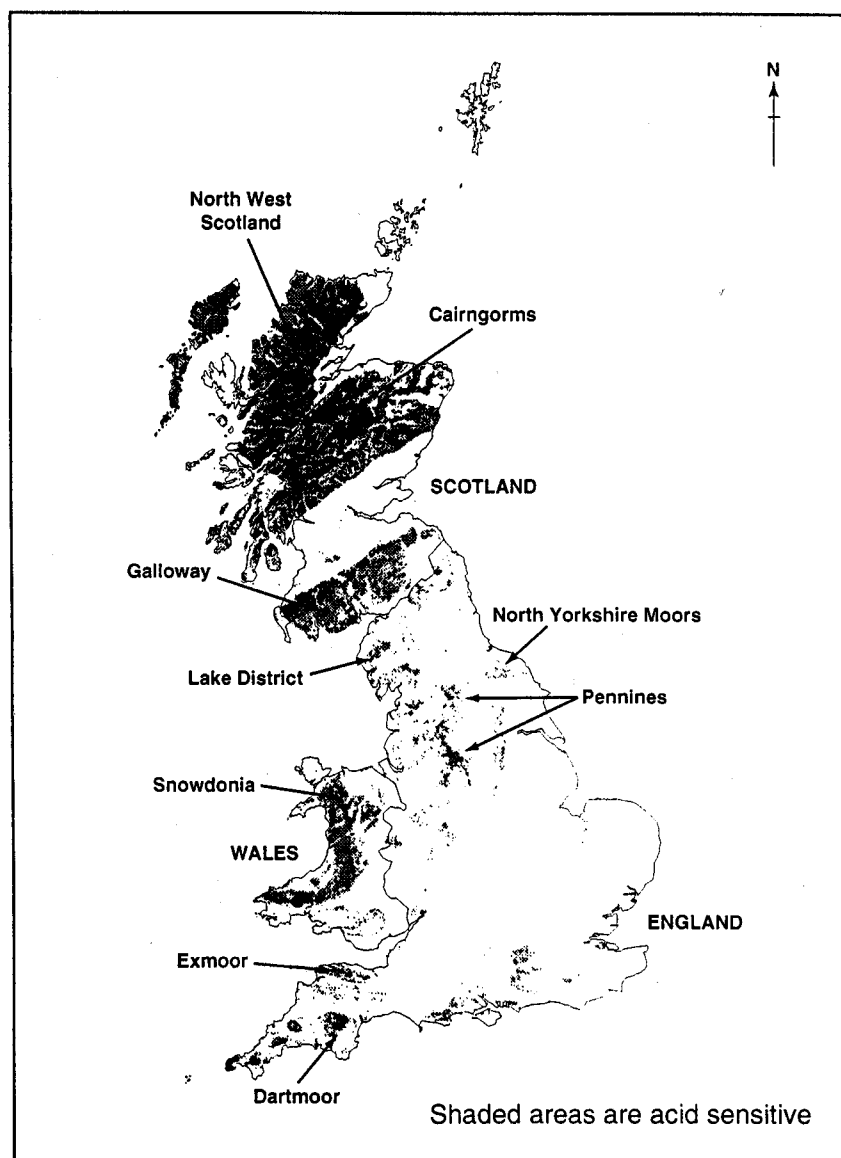 N
North West
Scotland
Cairngorms
SCOTLAND
Galloway
North Yorkshire Moors
Lake District
Pennines
Snowdonia
WALES
ENGLAND
Exmoor
Dartmoor
Shaded areas are acid sensitive